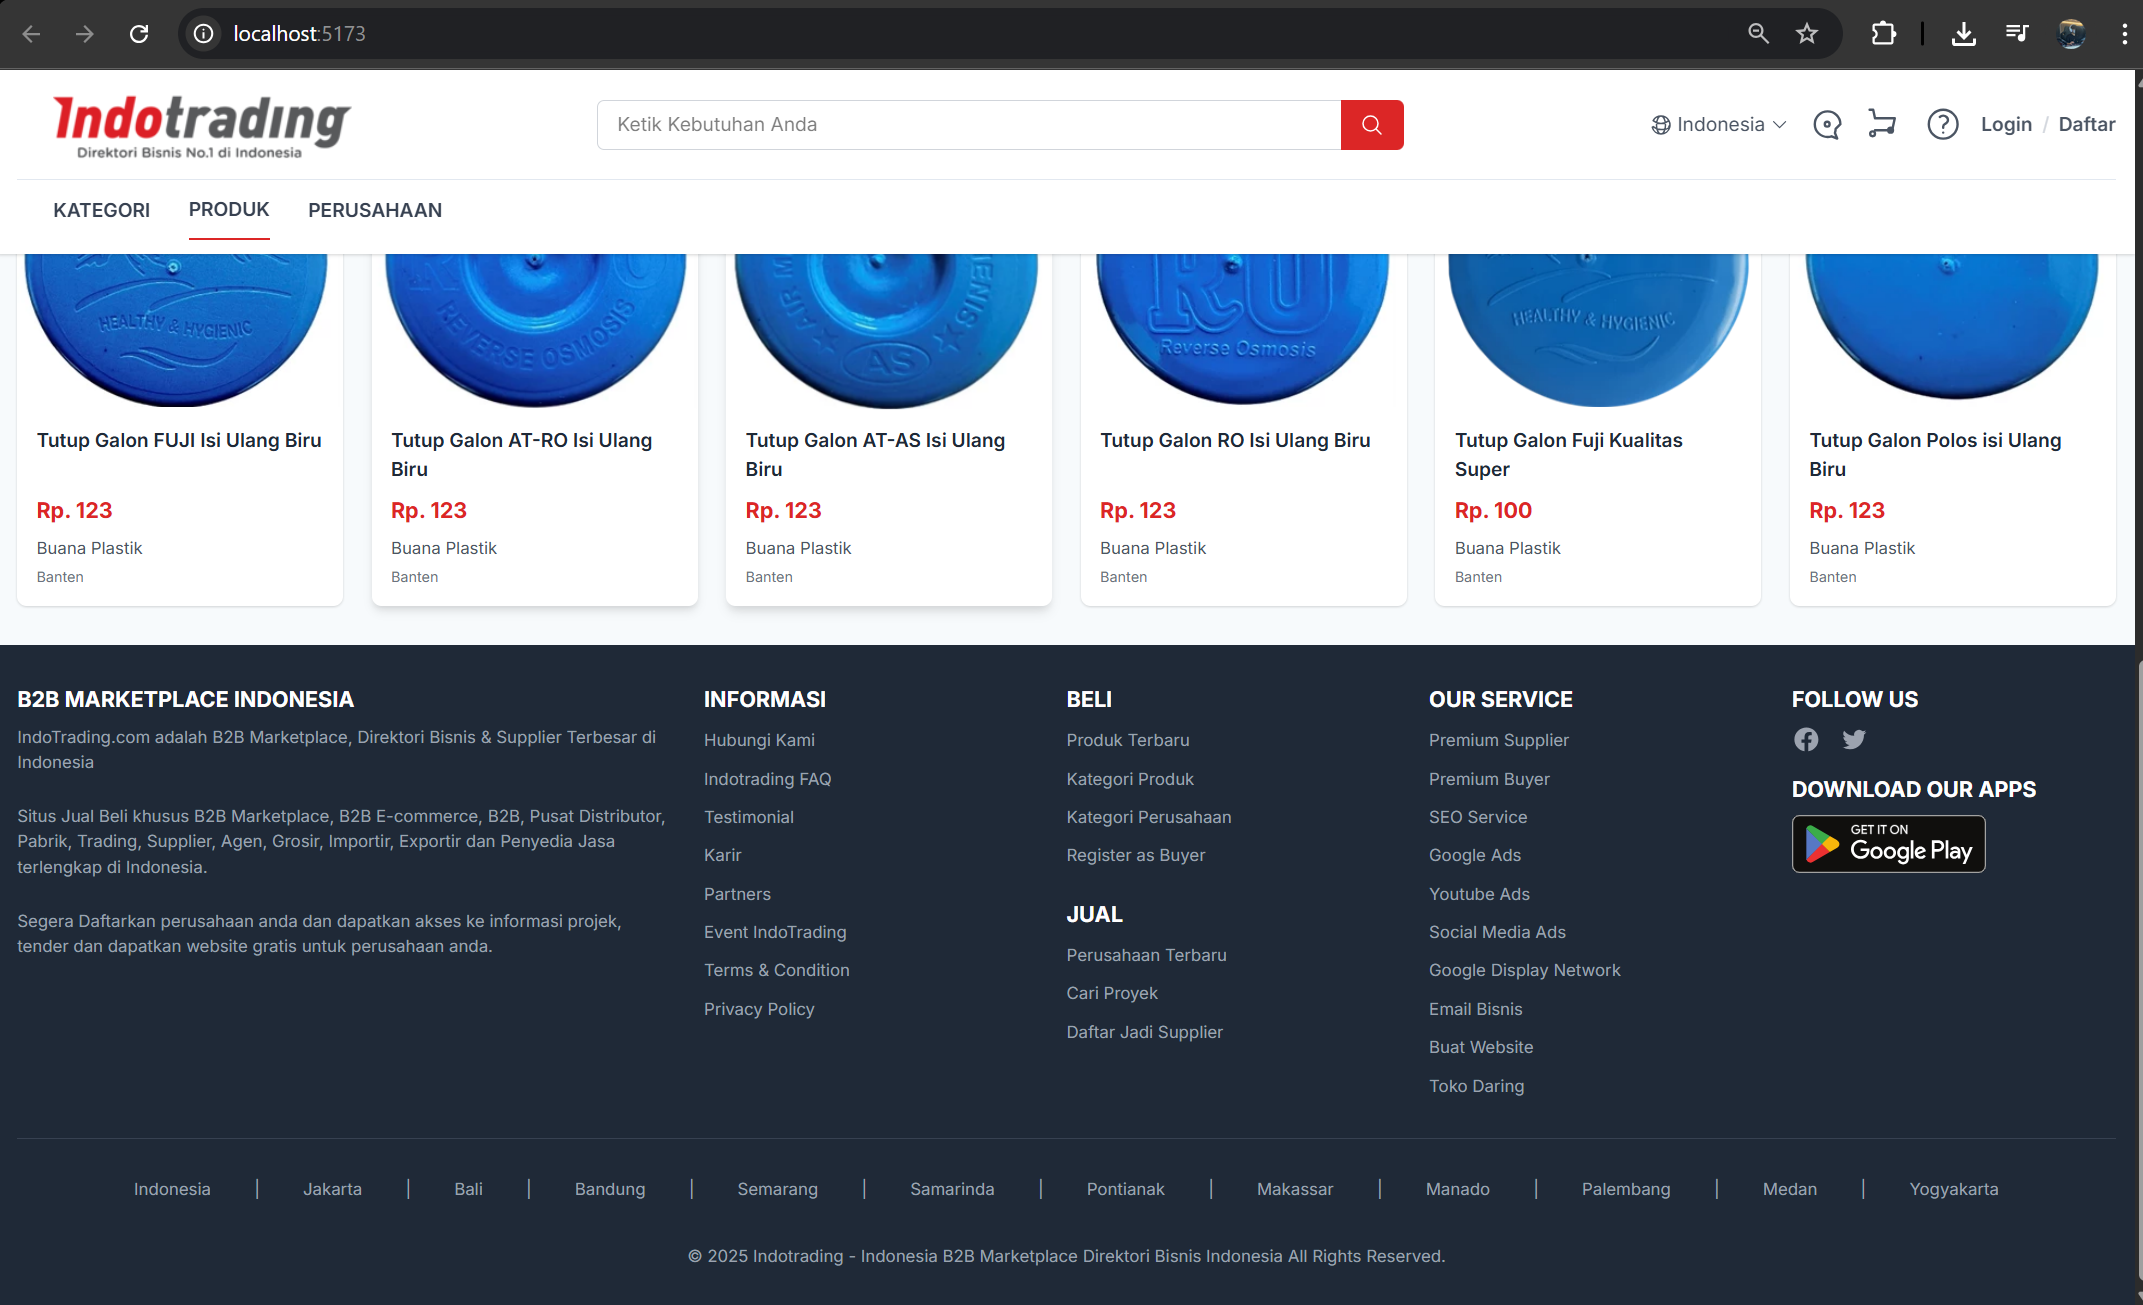 localhost:5173
Indotrading
Direktori Bisnis No.1 di Indonesia
Ketik Kebutuhan Anda
Indonesia
Login / Daftar
KATEGORI
PRODUK
PERUSAHAAN
HEALTHY & HYGIENIC
REVERSE OSMOSIS
AS
RO
Reverse Osmosis
HEALTHY & HYGIENIC
Tutup Galon FUJI Isi Ulang Biru
Rp. 123
Buana Plastik
Banten
Tutup Galon AT-RO Isi Ulang
Biru
Rp. 123
Buana Plastik
Banten
Tutup Galon AT-AS Isi Ulang
Biru
Rp. 123
Buana Plastik
Banten
Tutup Galon RO Isi Ulang Biru
Rp. 123
Buana Plastik
Banten
Tutup Galon Fuji Kualitas
Super
Rp. 100
Buana Plastik
Banten
Tutup Galon Polos isi Ulang
Biru
Rp. 123
Buana Plastik
Banten
B2B MARKETPLACE INDONESIA
IndoTrading.com adalah B2B Marketplace, Direktori Bisnis & Supplier Terbesar di
Indonesia
Situs Jual Beli khusus B2B Marketplace, B2B E-commerce, B2B, Pusat Distributor,
Pabrik, Trading, Supplier, Agen, Grosir, Importir, Exportir dan Penyedia Jasa
terlengkap di Indonesia.
Segera Daftarkan perusahaan anda dan dapatkan akses ke informasi projek,
tender dan dapatkan website gratis untuk perusahaan anda.
INFORMASI
Hubungi Kami
Indotrading FAQ
Testimonial
Karir
Partners
Event IndoTrading
Terms & Condition
Privacy Policy
BELI
Produk Terbaru
Kategori Produk
Kategori Perusahaan
Register as Buyer
JUAL
Perusahaan Terbaru
Cari Proyek
Daftar Jadi Supplier
OUR SERVICE
Premium Supplier
Premium Buyer
SEO Service
Google Ads
Youtube Ads
Social Media Ads
Google Display Network
Email Bisnis
Buat Website
Toko Daring
FOLLOW US
DOWNLOAD OUR APPS
GET IT ON
Google Play
Indonesia | Jakarta | Bali | Bandung | Semarang | Samarinda | Pontianak | Makassar | Manado | Palembang | Medan | Yogyakarta
© 2025 Indotrading - Indonesia B2B Marketplace Direktori Bisnis Indonesia All Rights Reserved.